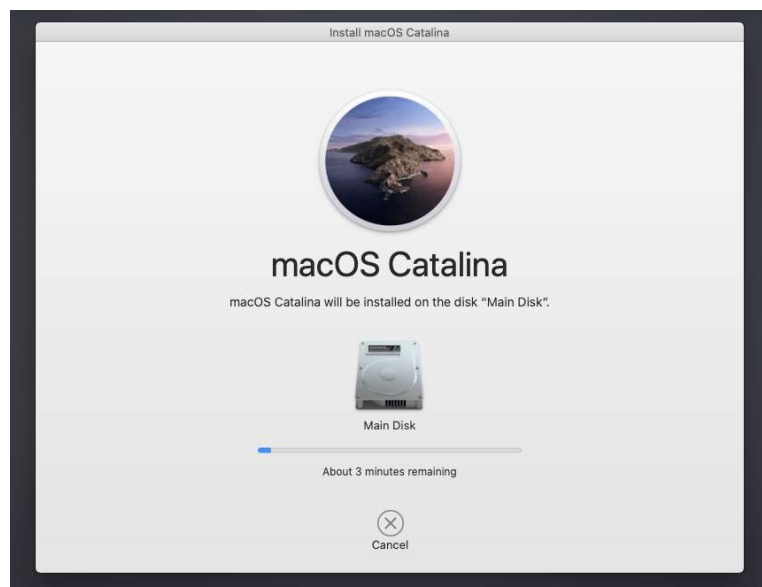 Install macOS Catalina
macOS Catalina
macOS Catalina will be installed on the disk “Main Disk”.
Main Disk
About 3 minutes remaining
Cancel